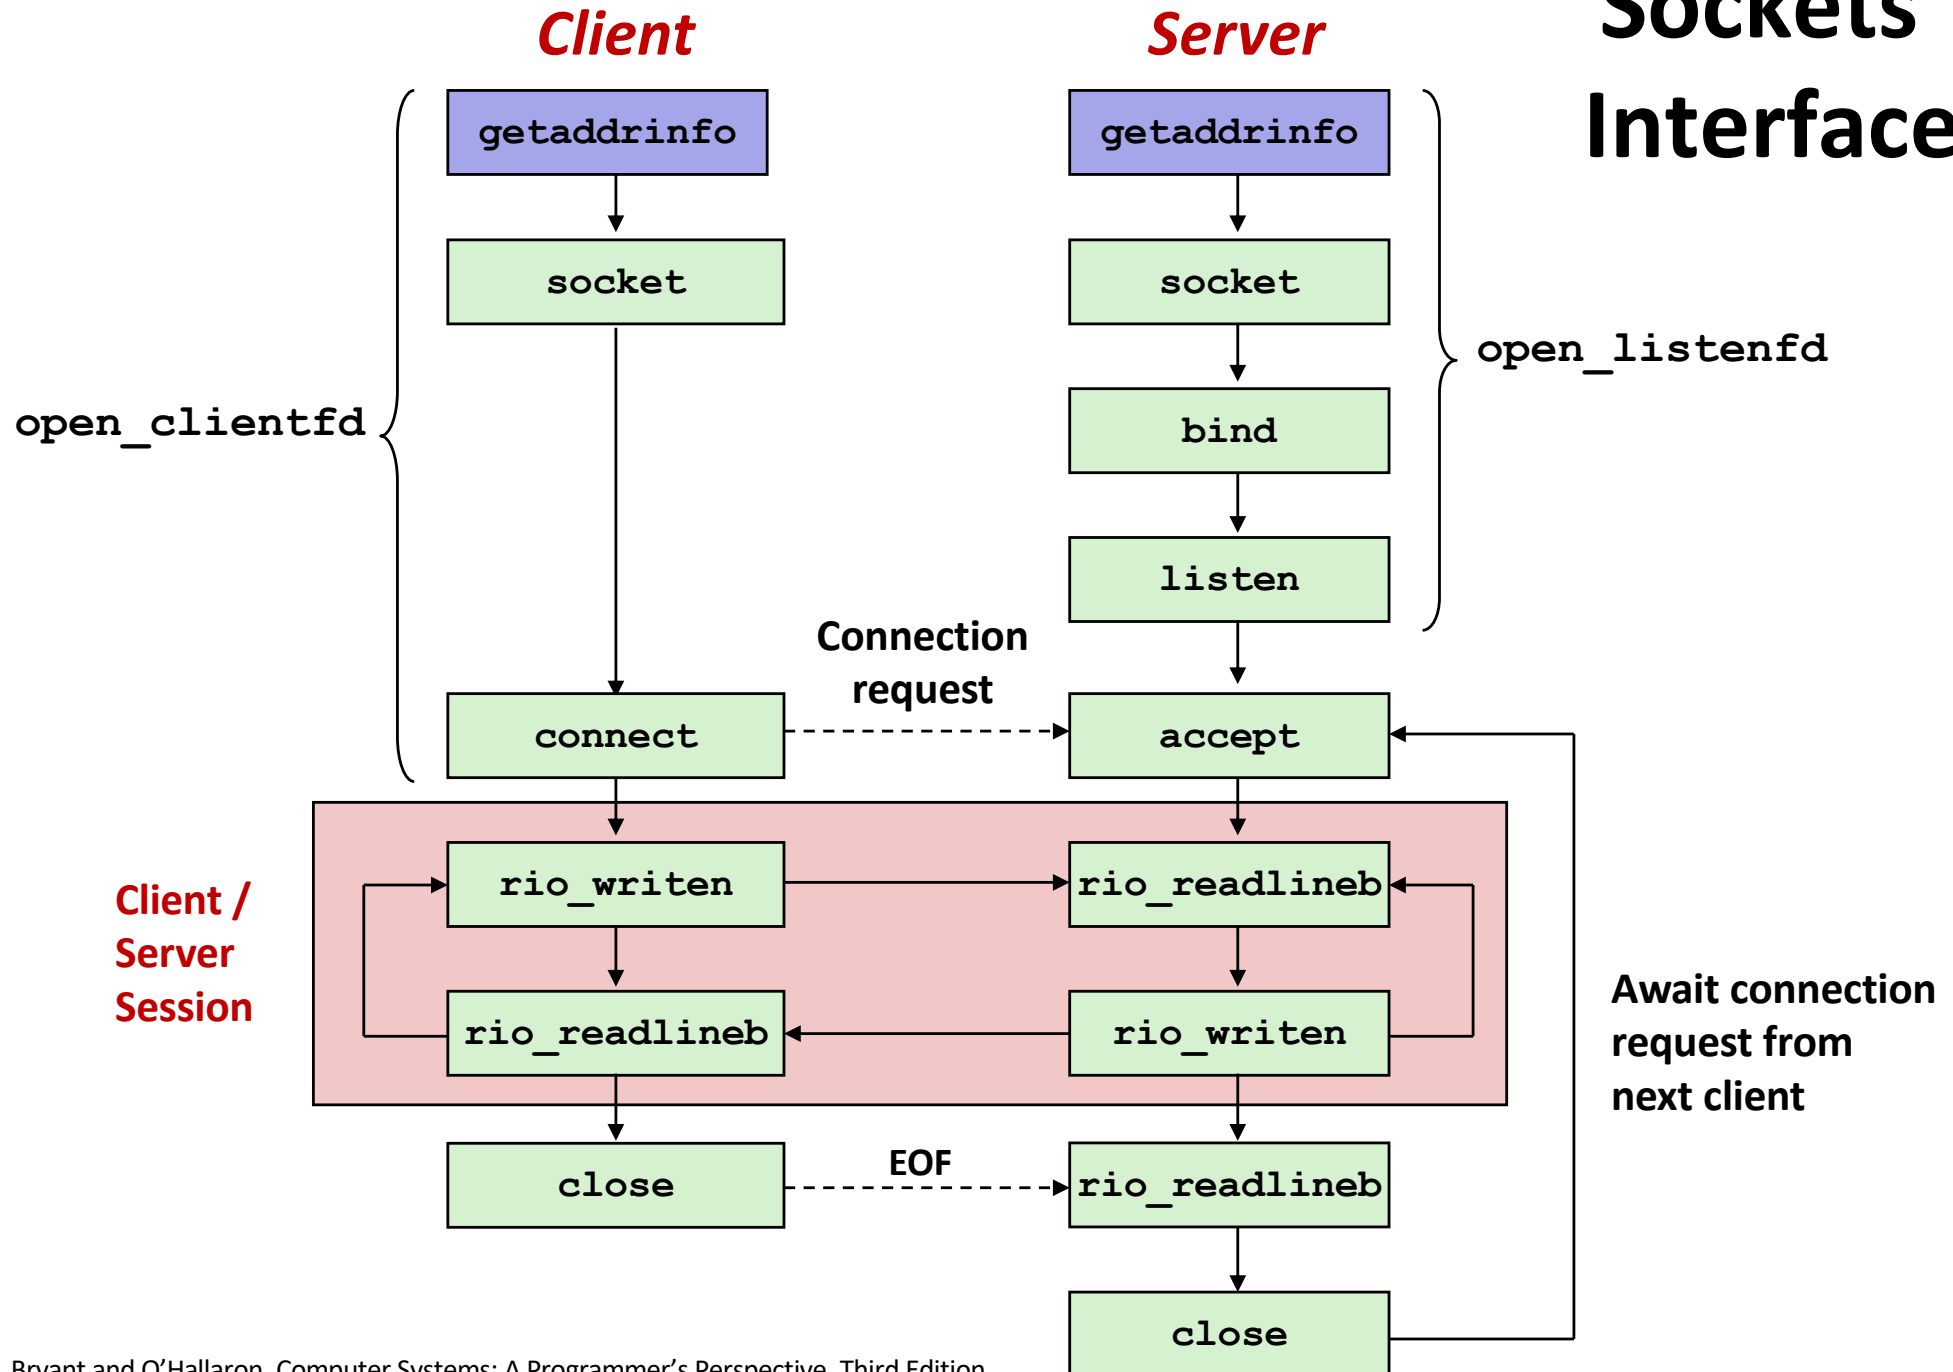 Sockets
Interface
Client
Server
getaddrinfo
getaddrinfo
socket
socket
open_listenfd
open_clientfd
bind
listen
Connection
request
connect
accept
Client /
Server
Session
rio_writen
rio_readlineb
rio_readlineb
rio_writen
Await connection
request from
next client
close
EOF
rio_readlineb
close
Bryant and O'Hallaron, Computer Systems: A Programmer's Perspective, Third Edition